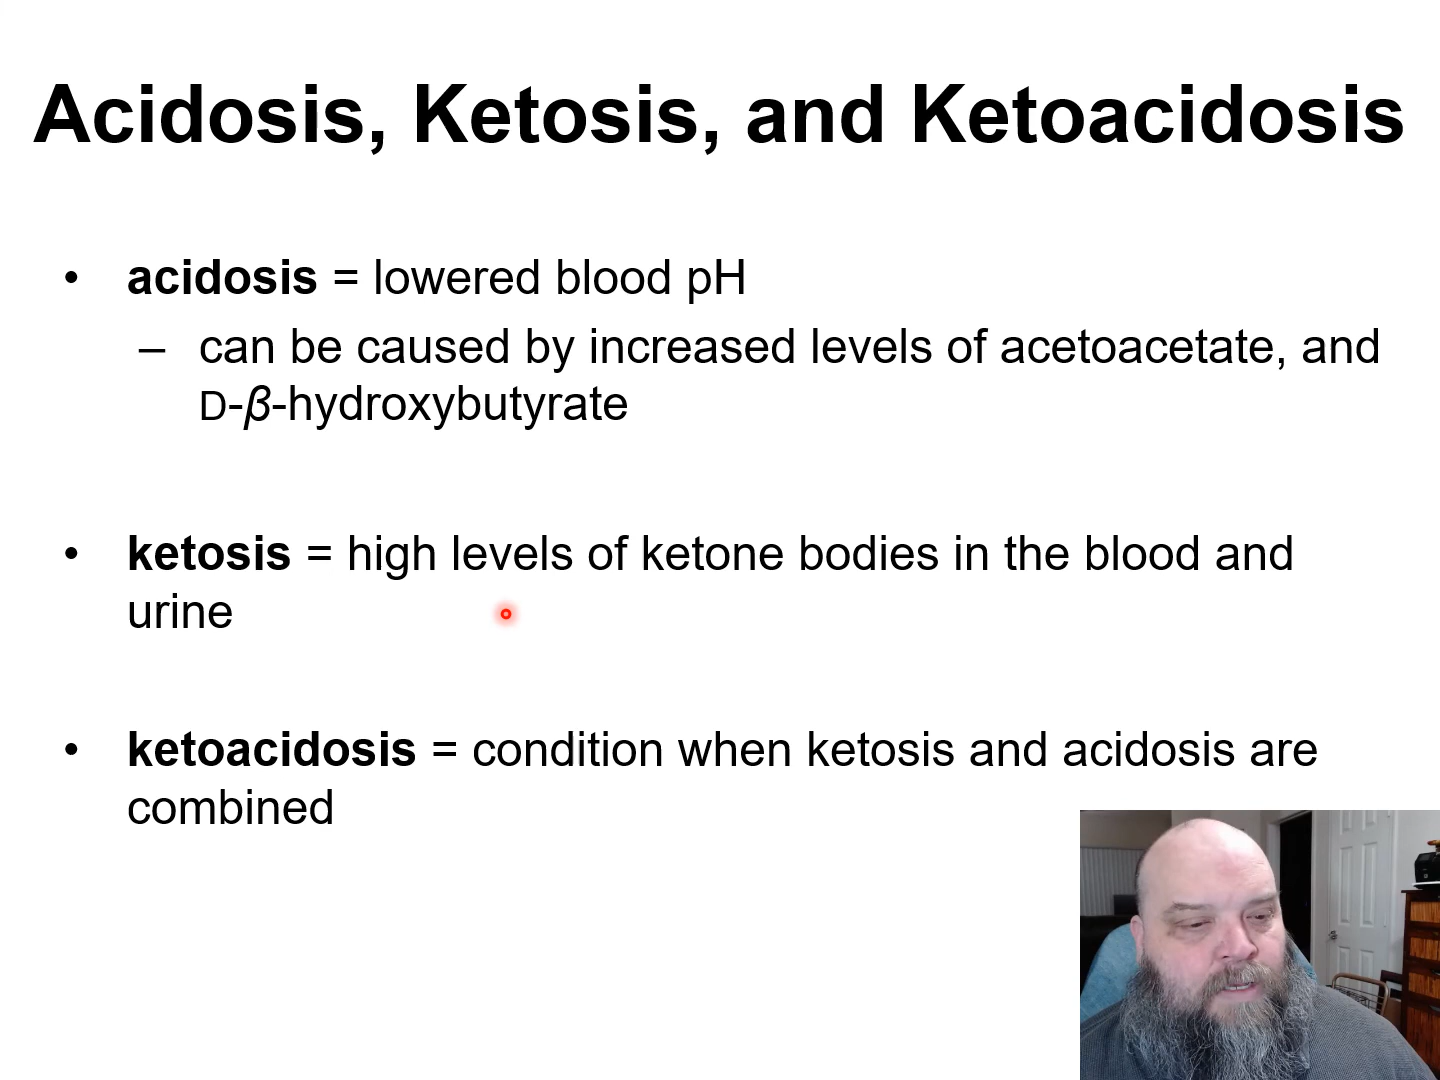 Acidosis, Ketosis, and Ketoacidosis
• acidosis = lowered blood pH
– can be caused by increased levels of acetoacetate, and
D-β-hydroxybutyrate
• ketosis = high levels of ketone bodies in the blood and
urine
• ketoacidosis = condition when ketosis and acidosis are
combined